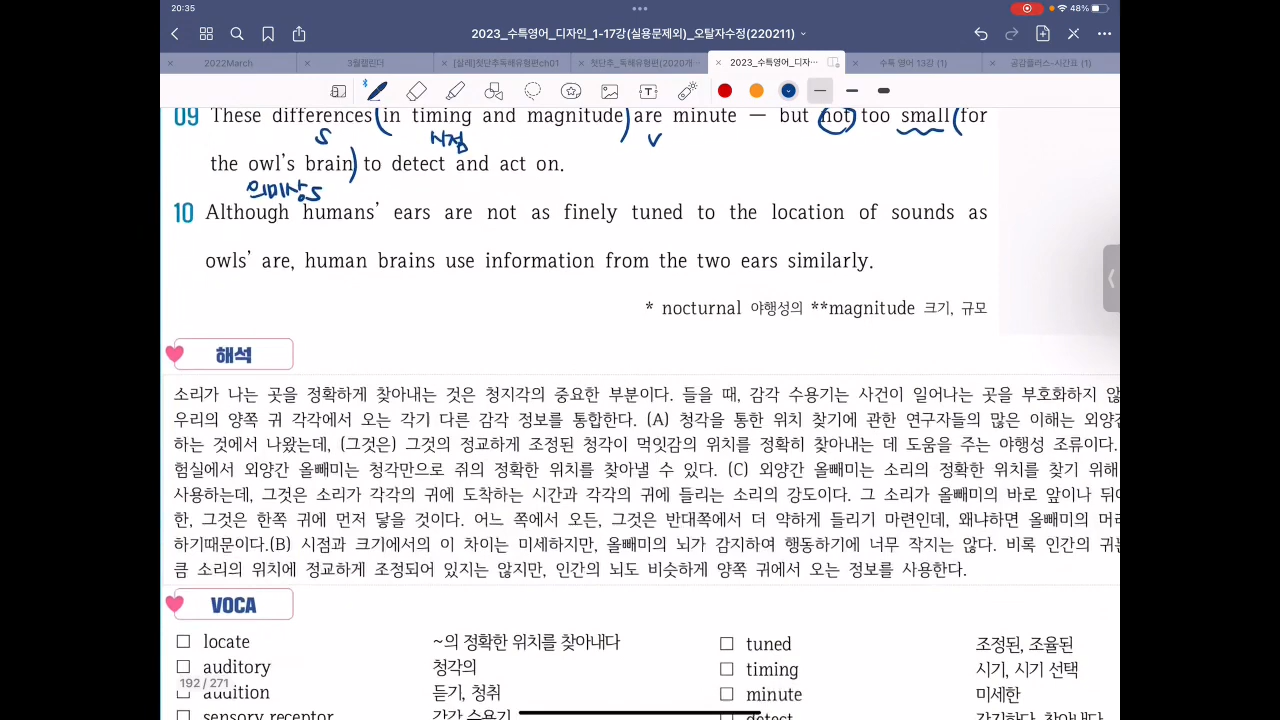 20:35
48%
2023_수특영어_디자인_1-17강(실용문제외)_오탈자수정(220211)
2022March
3월캘린더
[실례]첫단추독해유형편ch01
첫단추_독해유형편(2020개…
2023_수특영어_디자…
수특 영어 13강 (1)
공감플러스-시간표 (1)
09 These differences (in timing and magnitude) are minute — but not too small (for
S
시점
V
the owl's brain) to detect and act on.
의미상S
10 Although humans' ears are not as finely tuned to the location of sounds as
owls' are, human brains use information from the two ears similarly.
* nocturnal 야행성의 **magnitude 크기, 규모
해석
소리가 나는 곳을 정확하게 찾아내는 것은 청지각의 중요한 부분이다. 들을 때, 감각 수용기는 사건이 일어나는 곳을 부호화하지 않
우리의 양쪽 귀 각각에서 오는 각기 다른 감각 정보를 통합한다. (A) 청각을 통한 위치 찾기에 관한 연구자들의 많은 이해는 외양간
하는 것에서 나왔는데, (그것은) 그것의 정교하게 조정된 청각이 먹잇감의 위치를 정확히 찾아내는 데 도움을 주는 야행성 조류이다.
험실에서 외양간 올빼미는 청각만으로 쥐의 정확한 위치를 찾아낼 수 있다. (C) 외양간 올빼미는 소리의 정확한 위치를 찾기 위해
사용하는데, 그것은 소리가 각각의 귀에 도착하는 시간과 각각의 귀에 들리는 소리의 강도이다. 그 소리가 올빼미의 바로 앞이나 뒤에
한, 그것은 한쪽 귀에 먼저 닿을 것이다. 어느 쪽에서 오든, 그것은 반대쪽에서 더 약하게 들리기 마련인데, 왜냐하면 올빼미의 머리
하기때문이다.(B) 시점과 크기에서의 이 차이는 미세하지만, 올빼미의 뇌가 감지하여 행동하기에 너무 작지는 않다. 비록 인간의 귀는
큼 소리의 위치에 정교하게 조정되어 있지는 않지만, 인간의 뇌도 비슷하게 양쪽 귀에서 오는 정보를 사용한다.
VOCA
locate ~의 정확한 위치를 찾아내다 tuned 조정된, 조율된
auditory 청각의 timing 시기, 시기 선택
192 / 271
audition 듣기, 청취 minute 미세한
sensory receptor 감각 수용기 detect 감지하다, 찾아내다